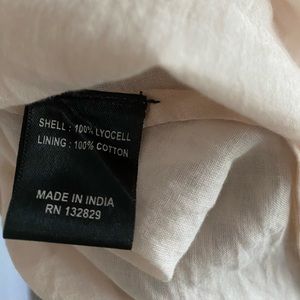 SHELL : 100% LYOCELL
LINING : 100% COTTON
MADE IN INDIA
RN 132829